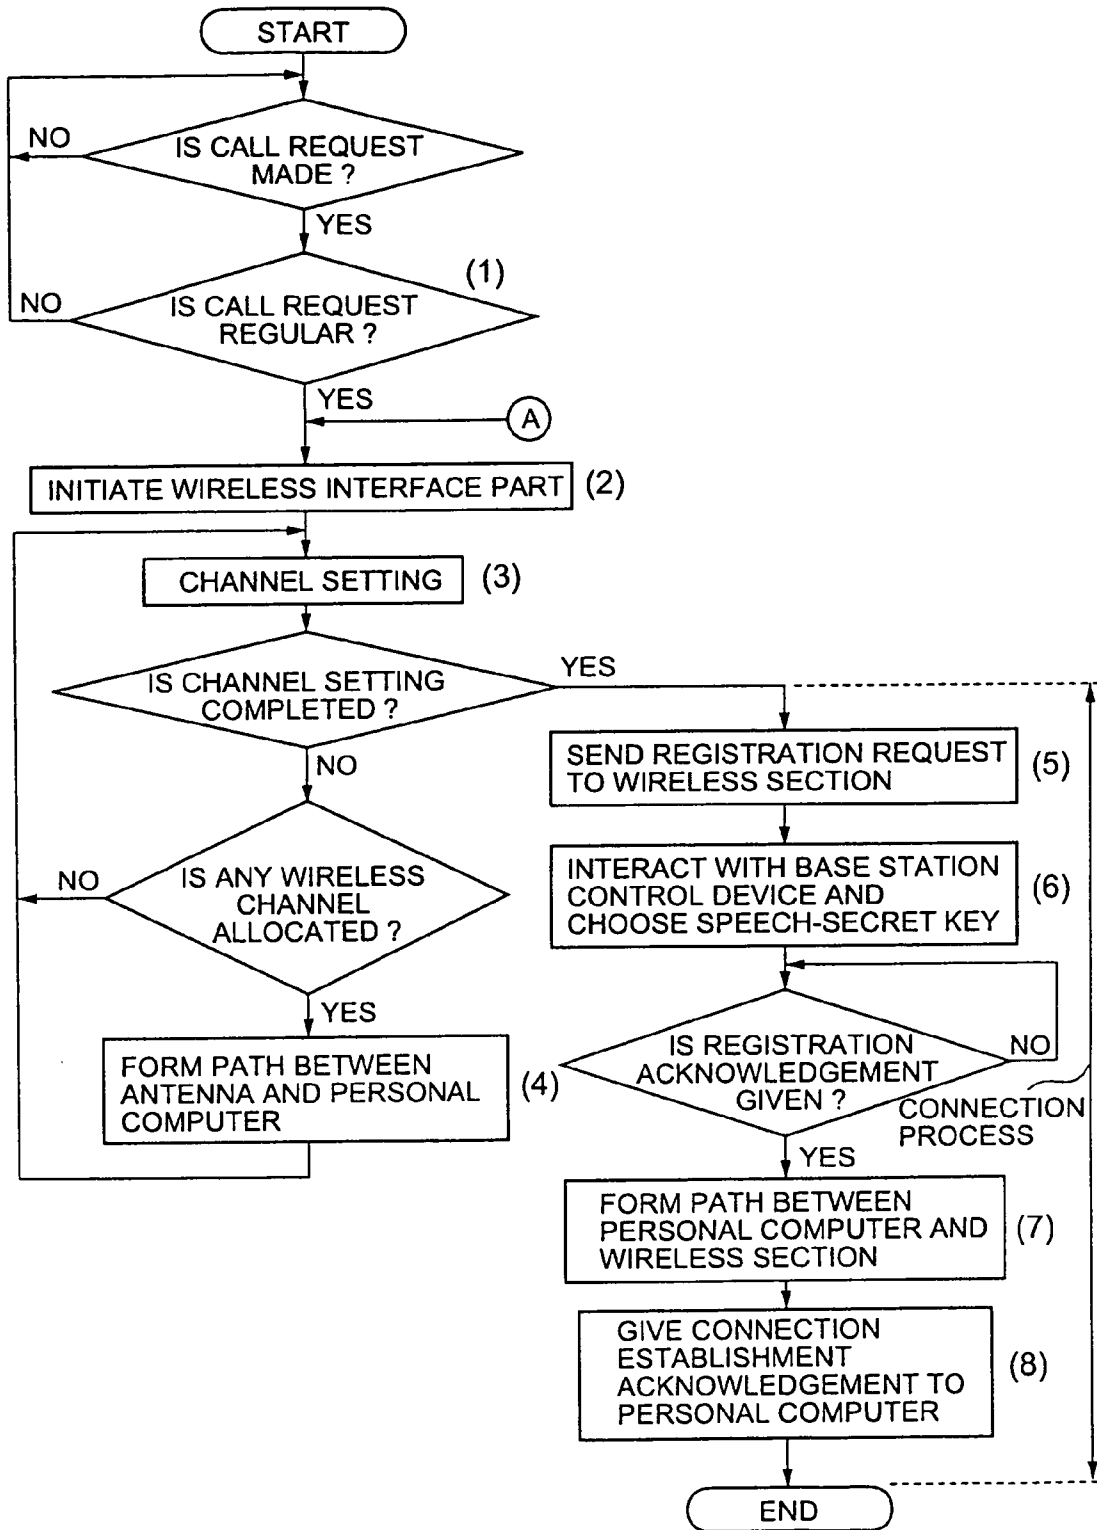 START
NO
IS CALL REQUEST
MADE ?
YES
(1)
NO
IS CALL REQUEST
REGULAR ?
YES
A
INITIATE WIRELESS INTERFACE PART
(2)
CHANNEL SETTING
(3)
IS CHANNEL SETTING
COMPLETED ?
YES
NO
SEND REGISTRATION REQUEST
TO WIRELESS SECTION
(5)
NO
IS ANY WIRELESS
CHANNEL
ALLOCATED ?
INTERACT WITH BASE STATION
CONTROL DEVICE AND
CHOOSE SPEECH-SECRET KEY
(6)
YES
FORM PATH BETWEEN
ANTENNA AND PERSONAL
COMPUTER
(4)
IS REGISTRATION
ACKNOWLEDGEMENT
GIVEN ?
NO
CONNECTION
PROCESS
YES
FORM PATH BETWEEN
PERSONAL COMPUTER AND
WIRELESS SECTION
(7)
GIVE CONNECTION
ESTABLISHMENT
ACKNOWLEDGEMENT TO
PERSONAL COMPUTER
(8)
END